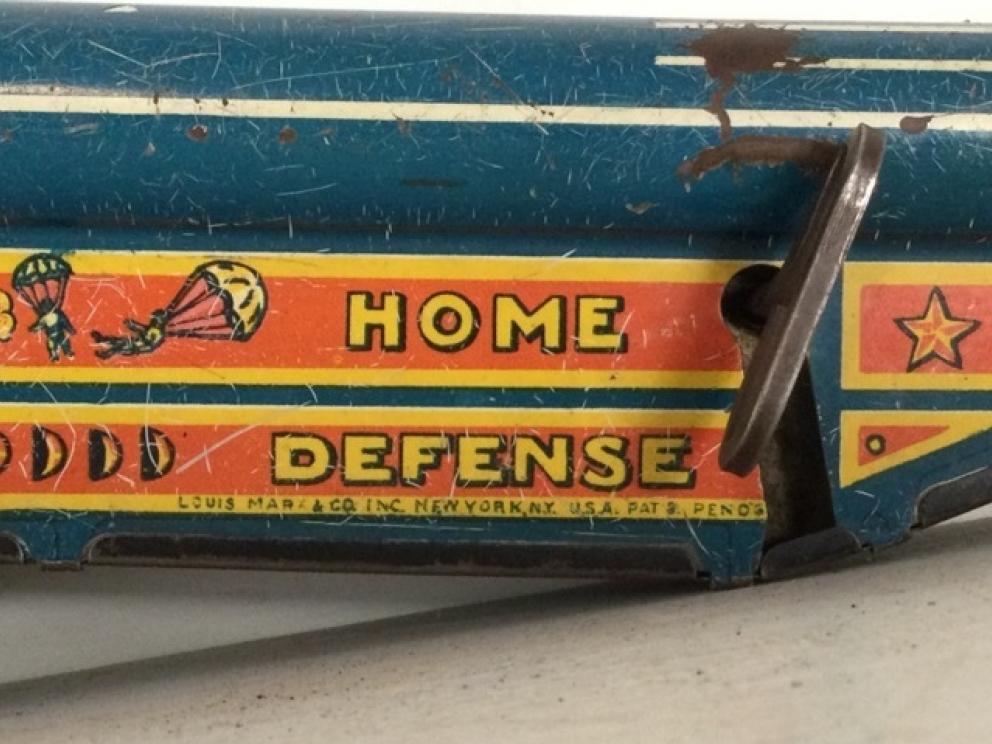 HOME
DEFENSE
LOUIS MARX & CO. INC. NEW YORK, N.Y. U.S.A. PAT'S. PEND'G